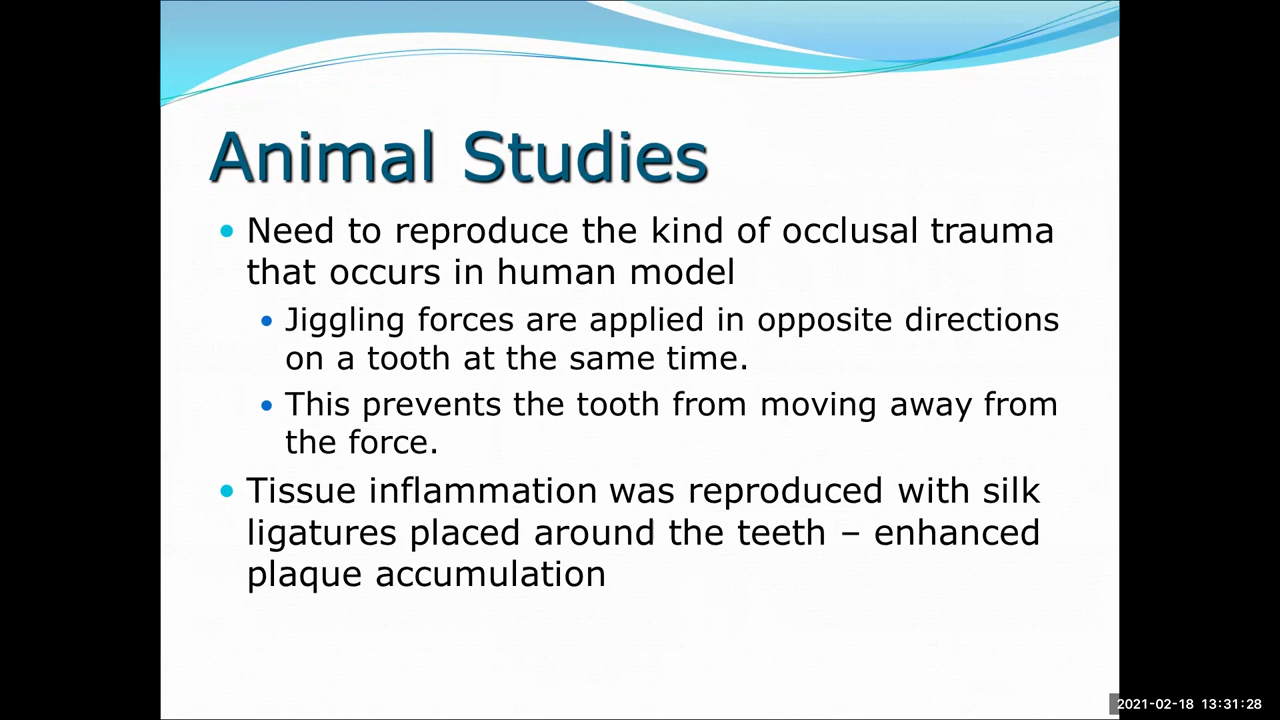 Animal Studies
Need to reproduce the kind of occlusal trauma
that occurs in human model
Jiggling forces are applied in opposite directions
on a tooth at the same time.
This prevents the tooth from moving away from
the force.
Tissue inflammation was reproduced with silk
ligatures placed around the teeth – enhanced
plaque accumulation
2021-02-18 13:31:28